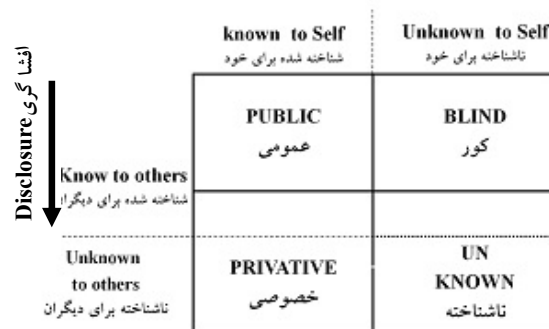 known to Self
شناخته شده برای خود
Unknown to Self
ناشناخته برای خود
Disclosure افشا گری
PUBLIC
عمومی
BLIND
کور
Know to others
شناخته شده برای دیگران
Unknown
to others
ناشناخته برای دیگران
PRIVATIVE
خصوصی
UN
KNOWN
ناشناخته